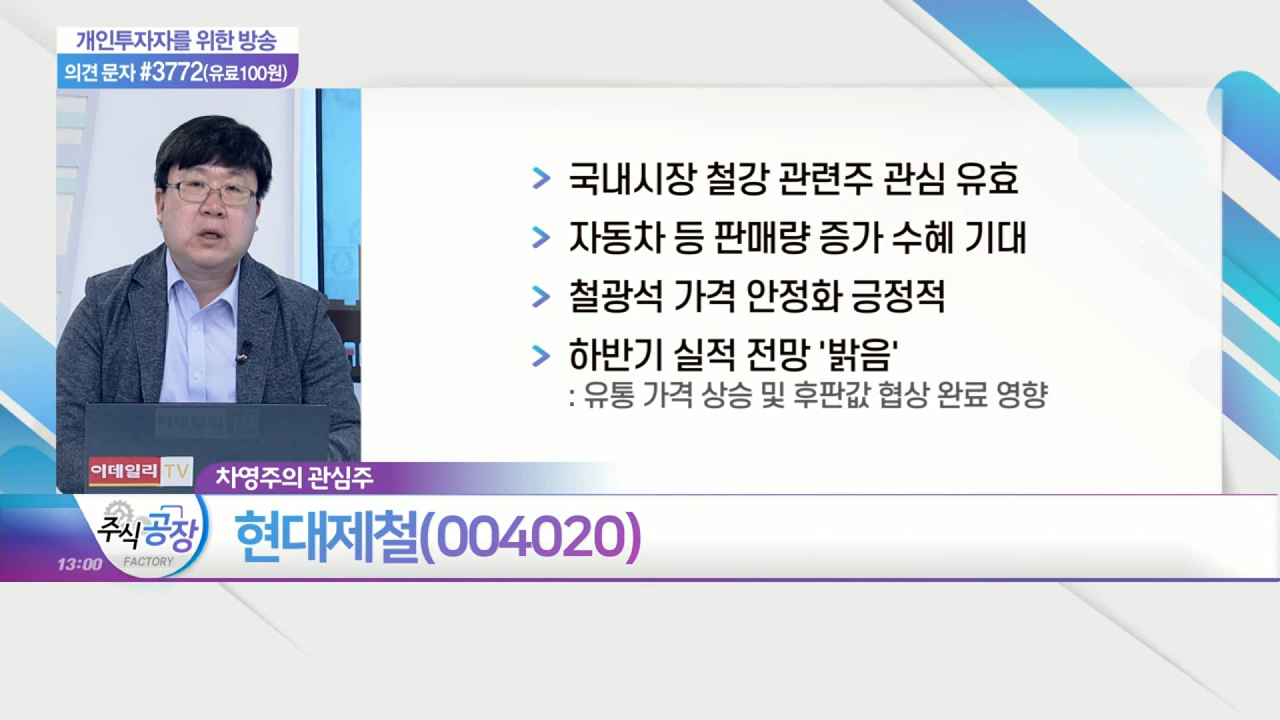 개인투자자를 위한 방송
의견 문자 #3772(유료100원)
> 국내시장 철강 관련주 관심 유효
> 자동차 등 판매량 증가 수혜 기대
> 철광석 가격 안정화 긍정적
> 하반기 실적 전망 '밝음'
: 유통 가격 상승 및 후판값 협상 완료 영향
이데일리TV
이데일리 TV
차영주의 관심주
주식공장
FACTORY
현대제철(004020)
13:00